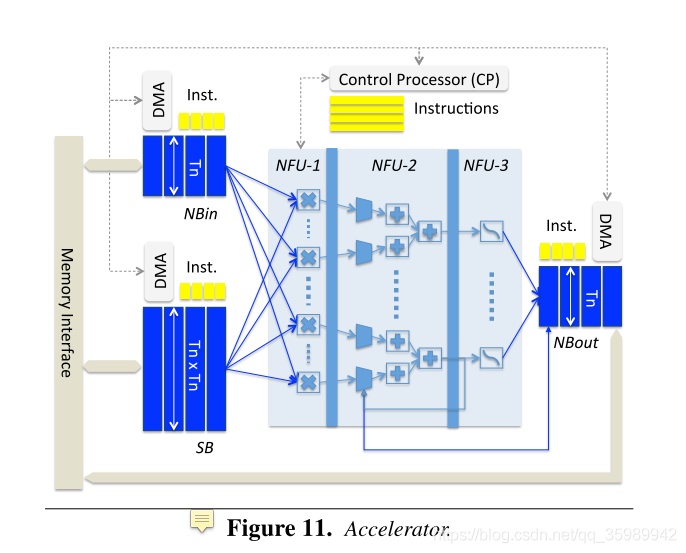 Control Processor (CP)
Instructions
DMA
Inst.
Tn
NBin
NFU-1
NFU-2
NFU-3
DMA
Inst.
Tn x Tn
SB
Memory Interface
Inst.
DMA
Tn
NBout
Figure 11. Accelerator.
https://blog.csdn.net/qq_35989942